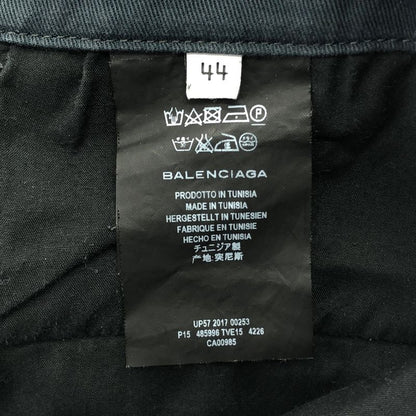 44
BALENCIAGA
PRODOTTO IN TUNISIA
MADE IN TUNISIA
HERGESTELLT IN TUNESIEN
FABRIQUE EN TUNISIE
HECHO EN TUNISIA
チュニジア製
产地:突尼斯
UP57 2017 00253
P15 485996 TVE15 4226
CA00985